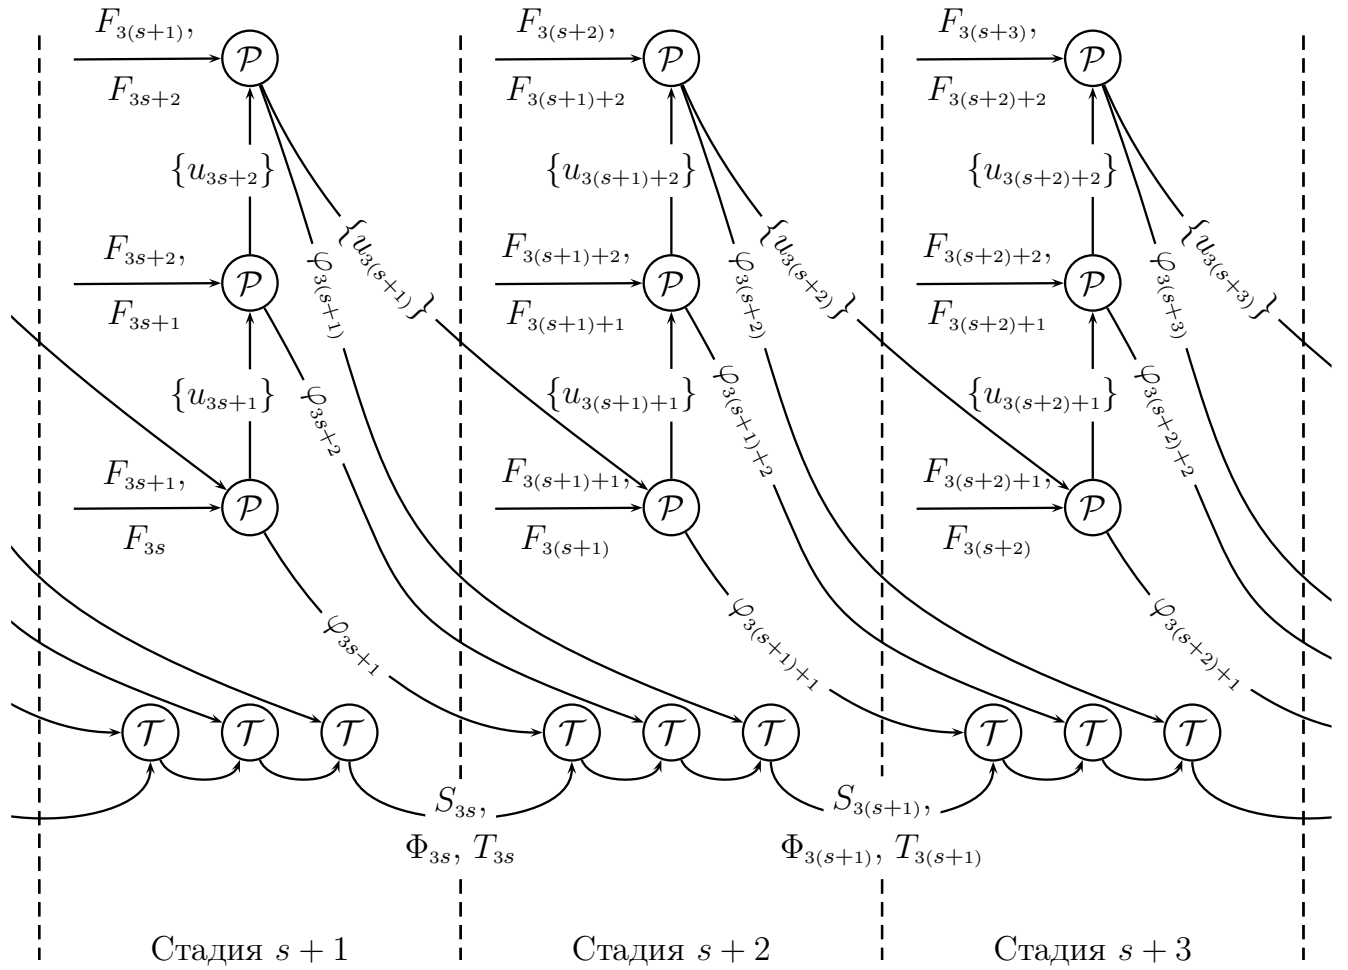 F_{3(s+1)}, F_{3(s+2)}, F_{3(s+3)},
𝒫 𝒫 𝒫
F_{3s+2} F_{3(s+1)+2} F_{3(s+2)+2}
{u_{3s+2}} {u_{3(s+1)+2}} {u_{3(s+2)+2}}
{u_{3(s+1)}} {u_{3(s+2)}} {u_{3(s+3)}}
F_{3s+2}, F_{3(s+1)+2}, F_{3(s+2)+2},
φ_{3(s+1)} φ_{3(s+2)} φ_{3(s+3)}
𝒫 𝒫 𝒫
F_{3s+1} F_{3(s+1)+1} F_{3(s+2)+1}
{u_{3s+1}} {u_{3(s+1)+1}} {u_{3(s+2)+1}}
φ_{3s+2} φ_{3(s+1)+2} φ_{3(s+2)+2}
F_{3s+1}, F_{3(s+1)+1}, F_{3(s+2)+1},
𝒫 𝒫 𝒫
F_{3s} F_{3(s+1)} F_{3(s+2)}
φ_{3s+1} φ_{3(s+1)+1} φ_{3(s+2)+1}
𝒯 𝒯 𝒯 𝒯 𝒯 𝒯 𝒯 𝒯 𝒯
S_{3s}, S_{3(s+1)},
Φ_{3s}, T_{3s} Φ_{3(s+1)}, T_{3(s+1)}
Стадия s + 1 Стадия s + 2 Стадия s + 3